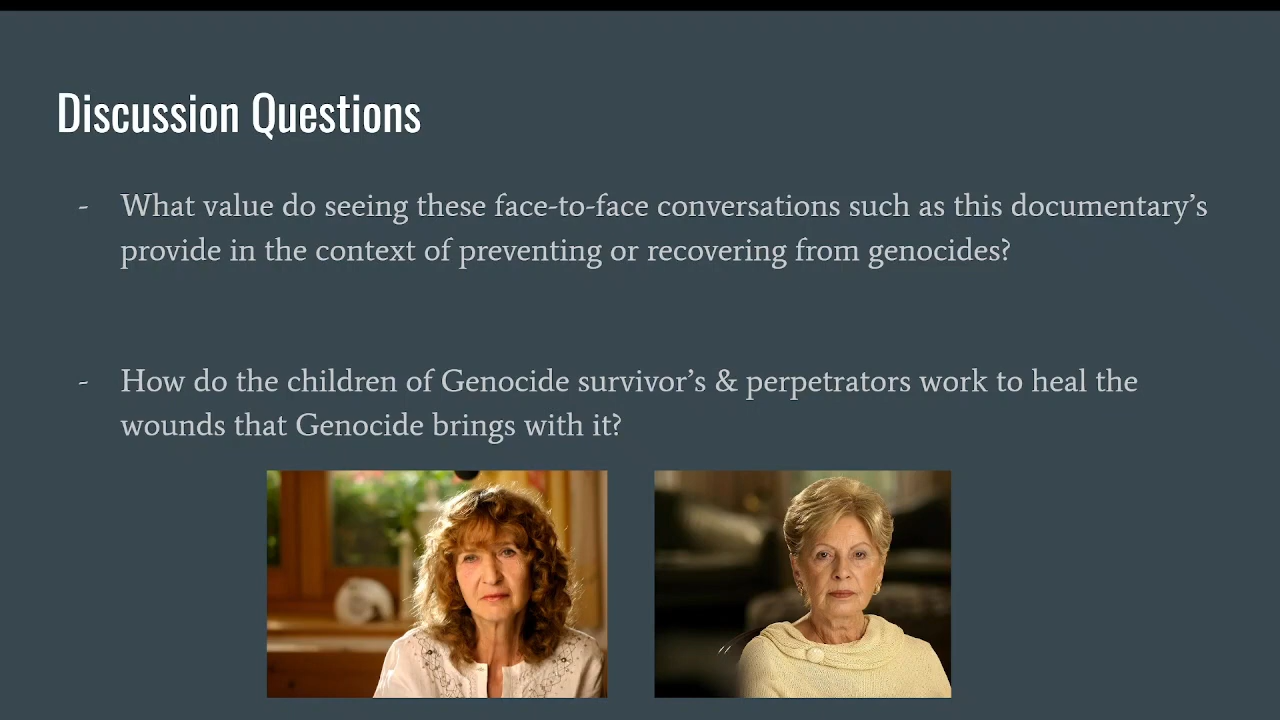 Discussion Questions
- What value do seeing these face-to-face conversations such as this documentary’s
provide in the context of preventing or recovering from genocides?
- How do the children of Genocide survivor’s & perpetrators work to heal the
wounds that Genocide brings with it?